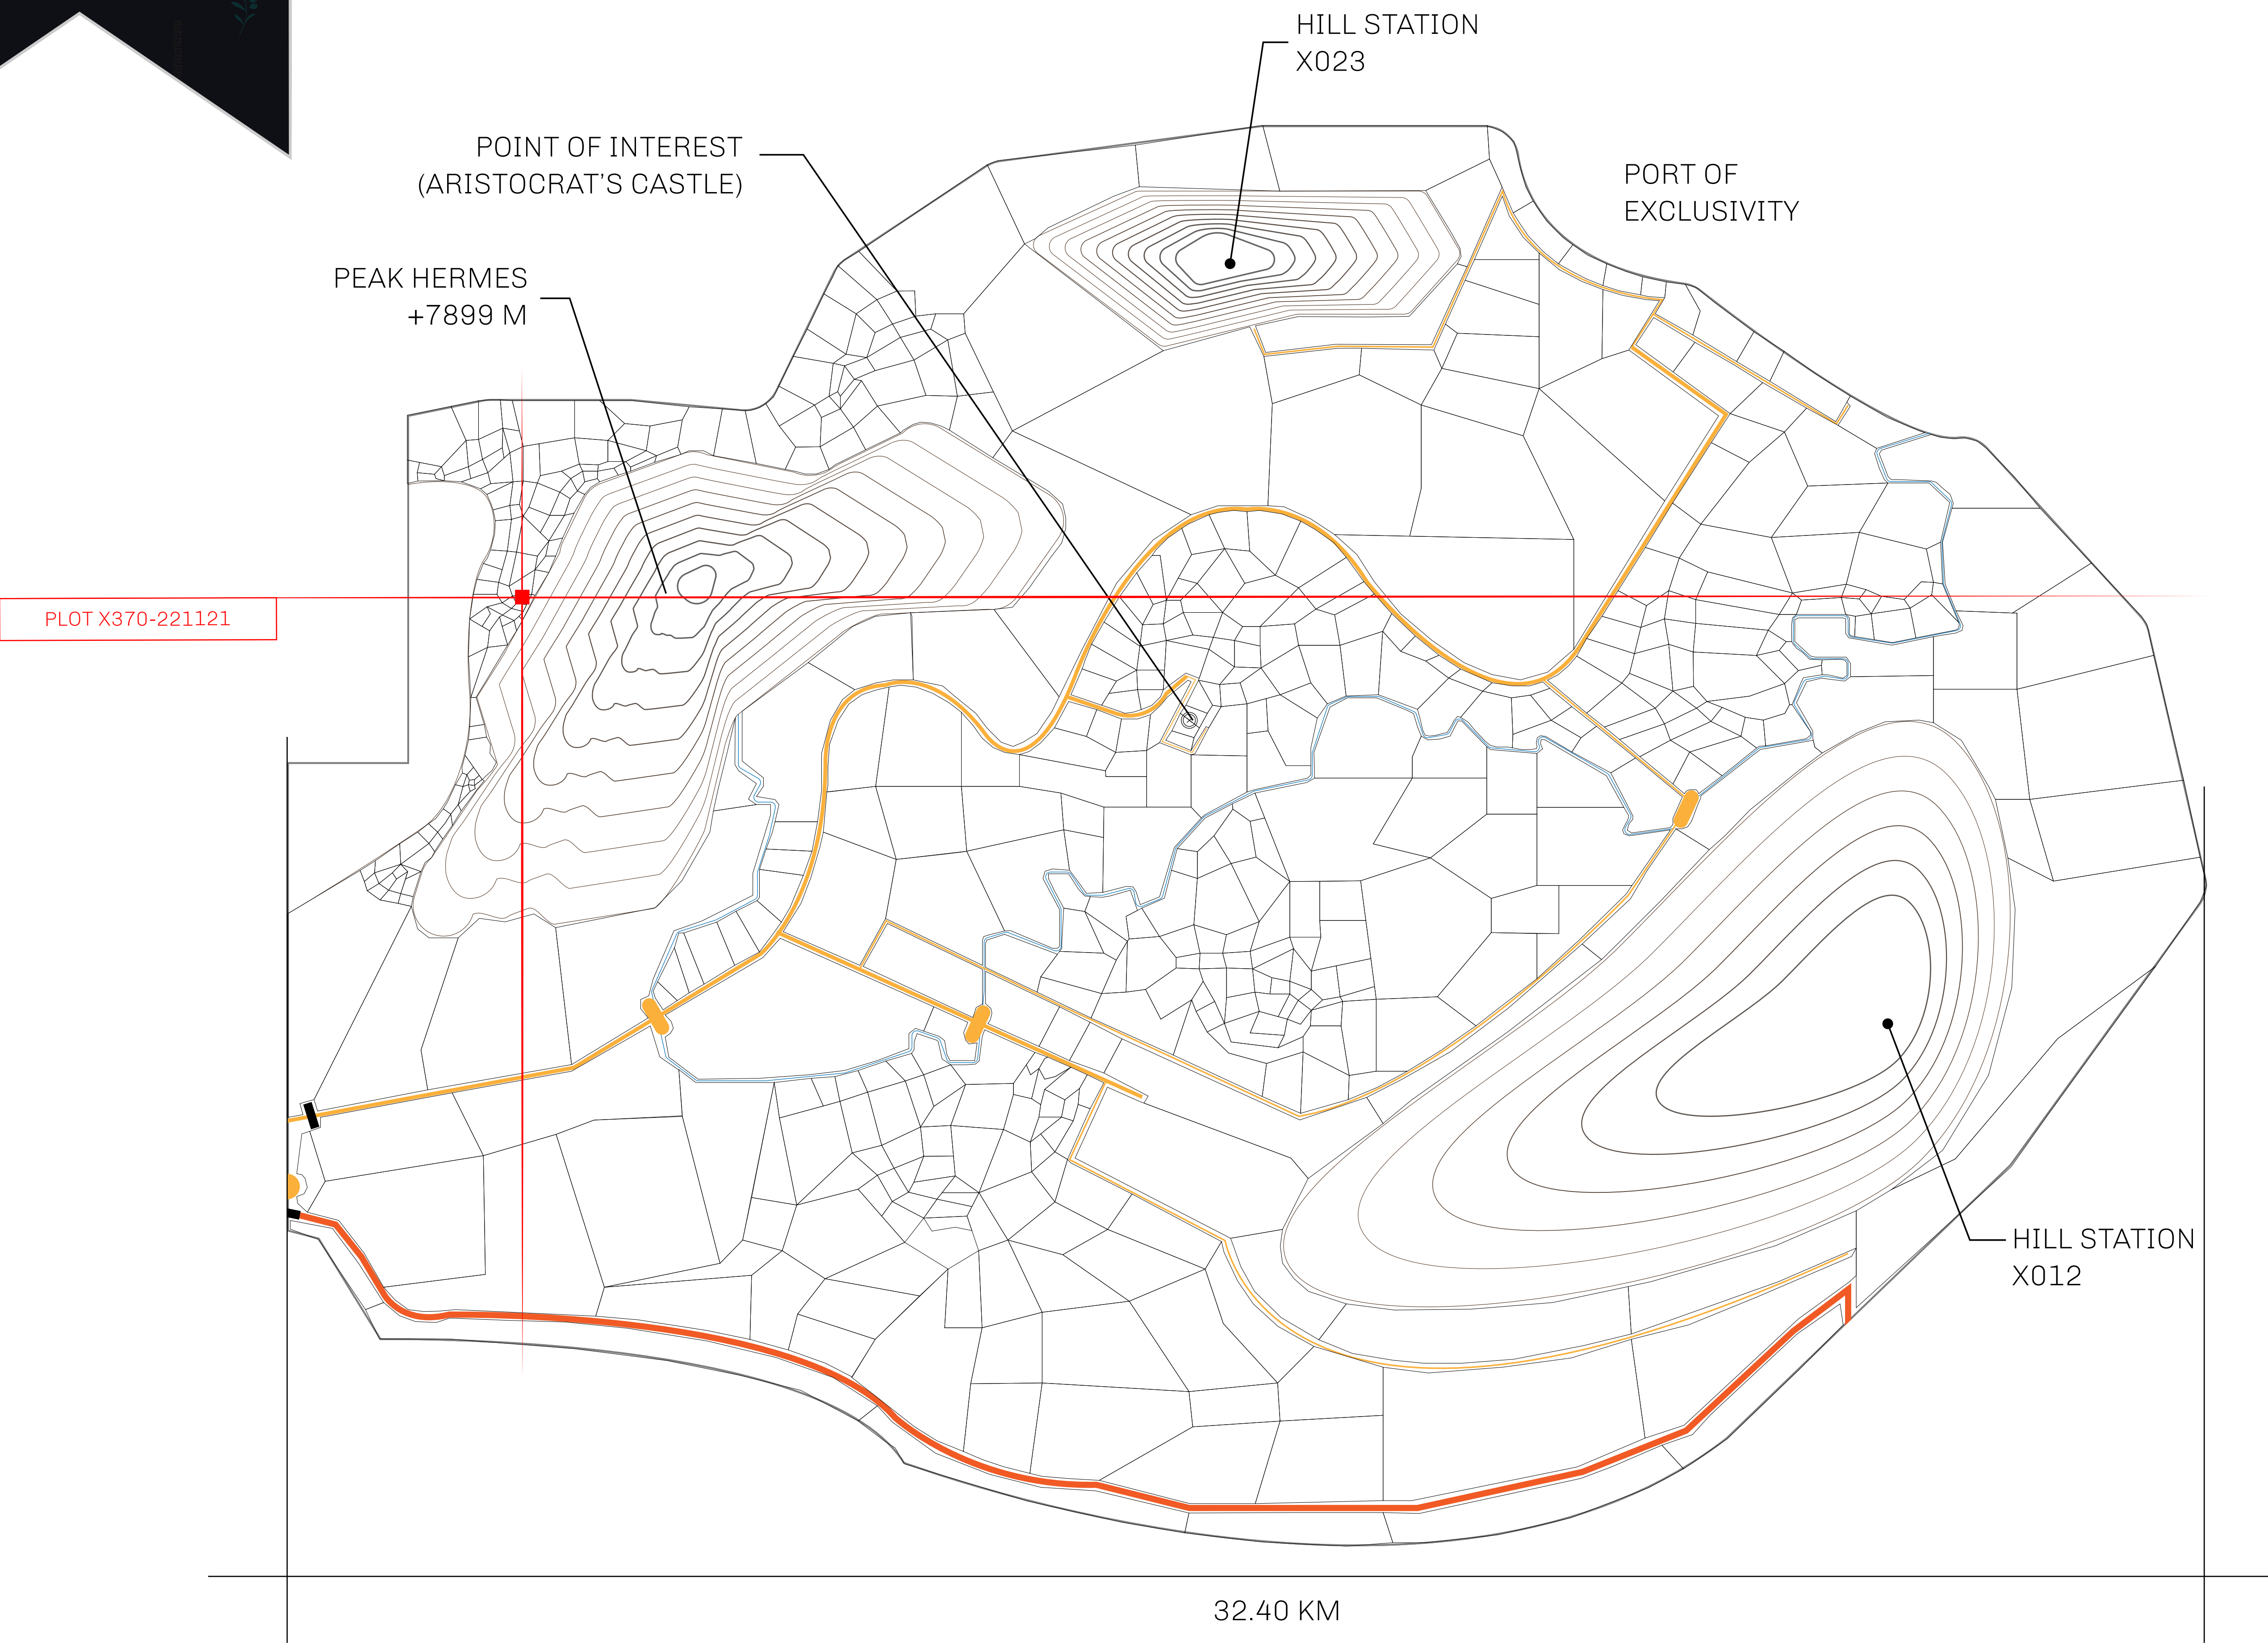 HILL STATION
X023
POINT OF INTEREST
(ARISTOCRAT'S CASTLE)
PORT OF
EXCLUSIVITY
PEAK HERMES
+7899 M
PLOT X370-221121
HILL STATION
X012
32.40 KM